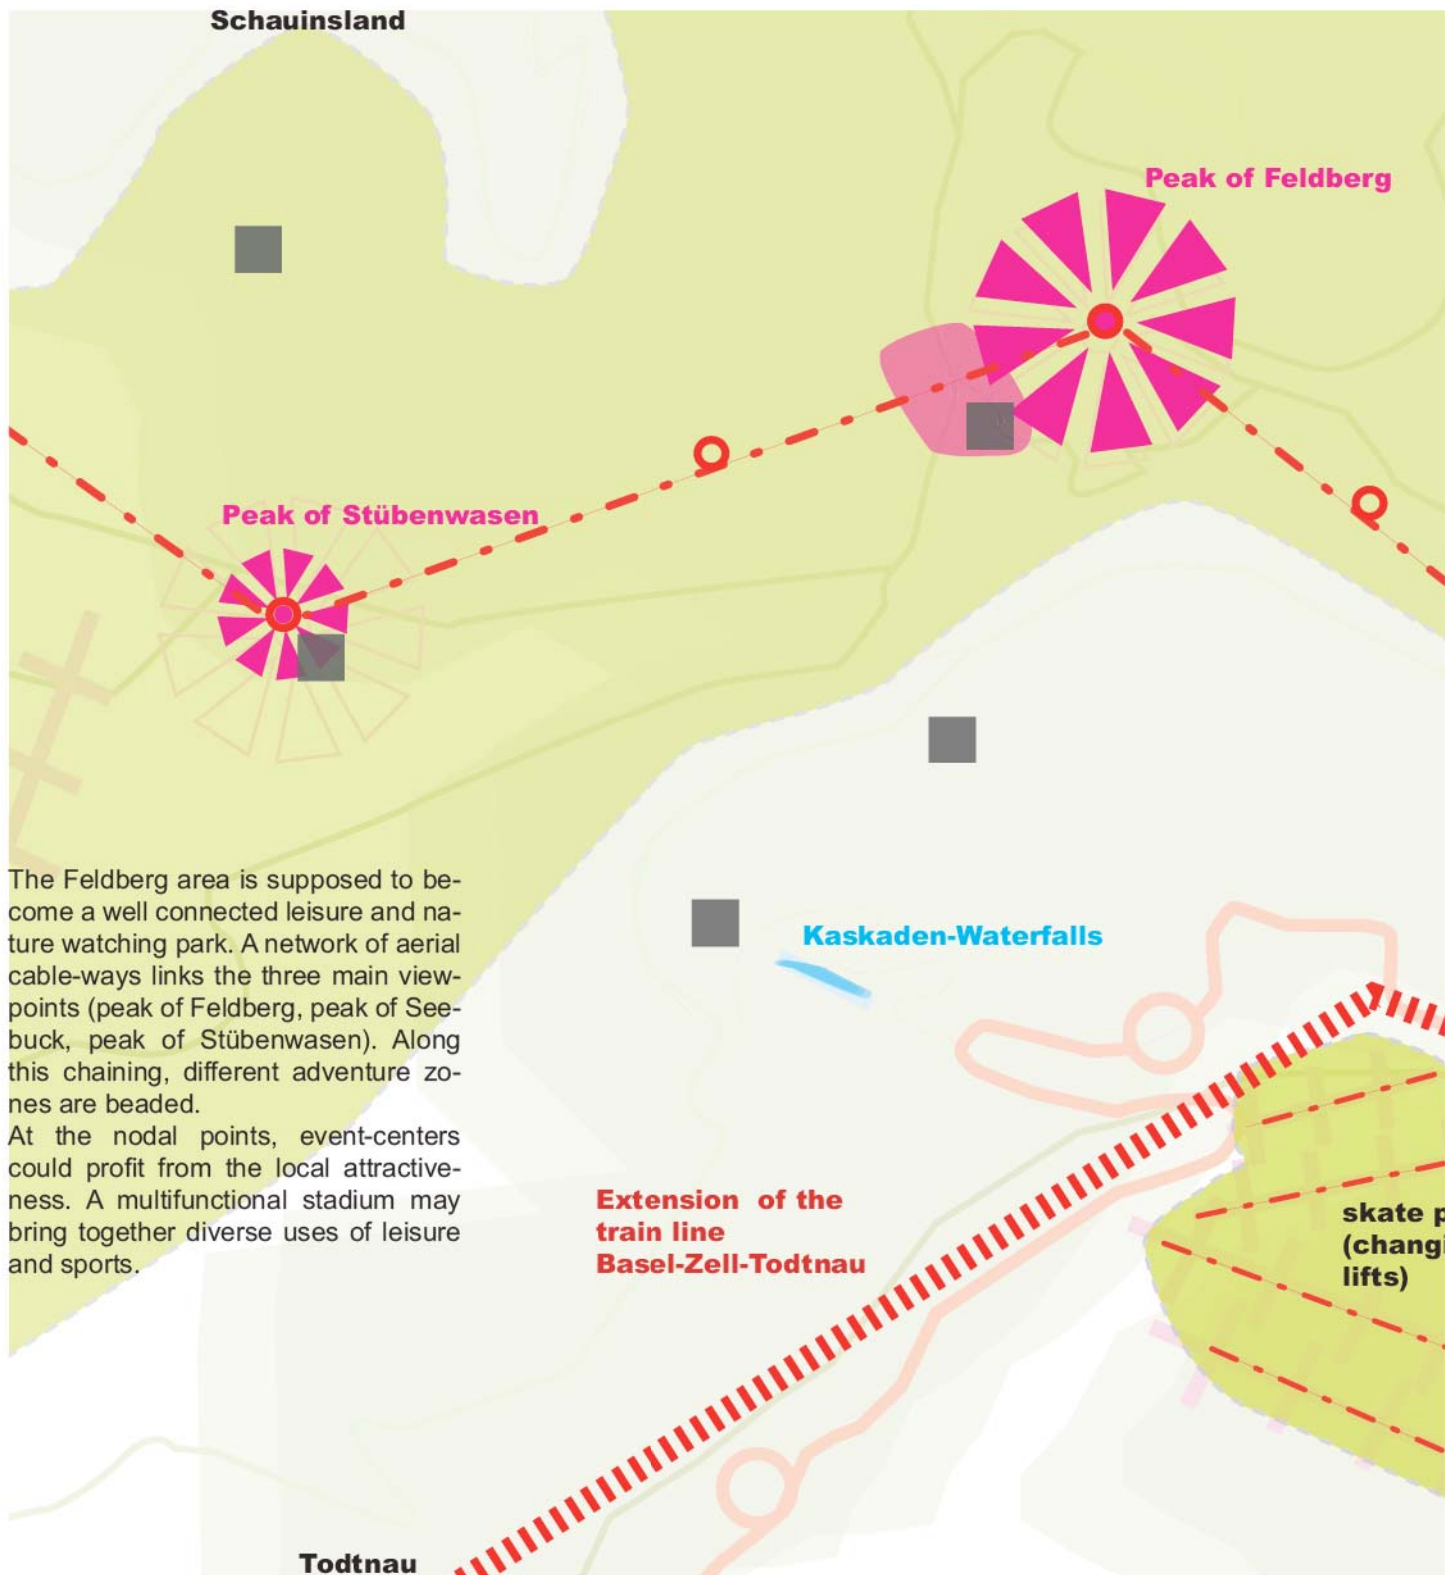 Schauinsland
Peak of Feldberg
Peak of Stübenwasen
The Feldberg area is supposed to be-
come a well connected leisure and na-
ture watching park. A network of aerial
cable-ways links the three main view-
points (peak of Feldberg, peak of See-
buck, peak of Stübenwasen). Along
this chaining, different adventure zo-
nes are beaded.
At the nodal points, event-centers
could profit from the local attractive-
ness. A multifunctional stadium may
bring together diverse uses of leisure
and sports.
Kaskaden-Waterfalls
Extension of the
train line
Basel-Zell-Todtnau
skate p
(changi
lifts)
Todtnau